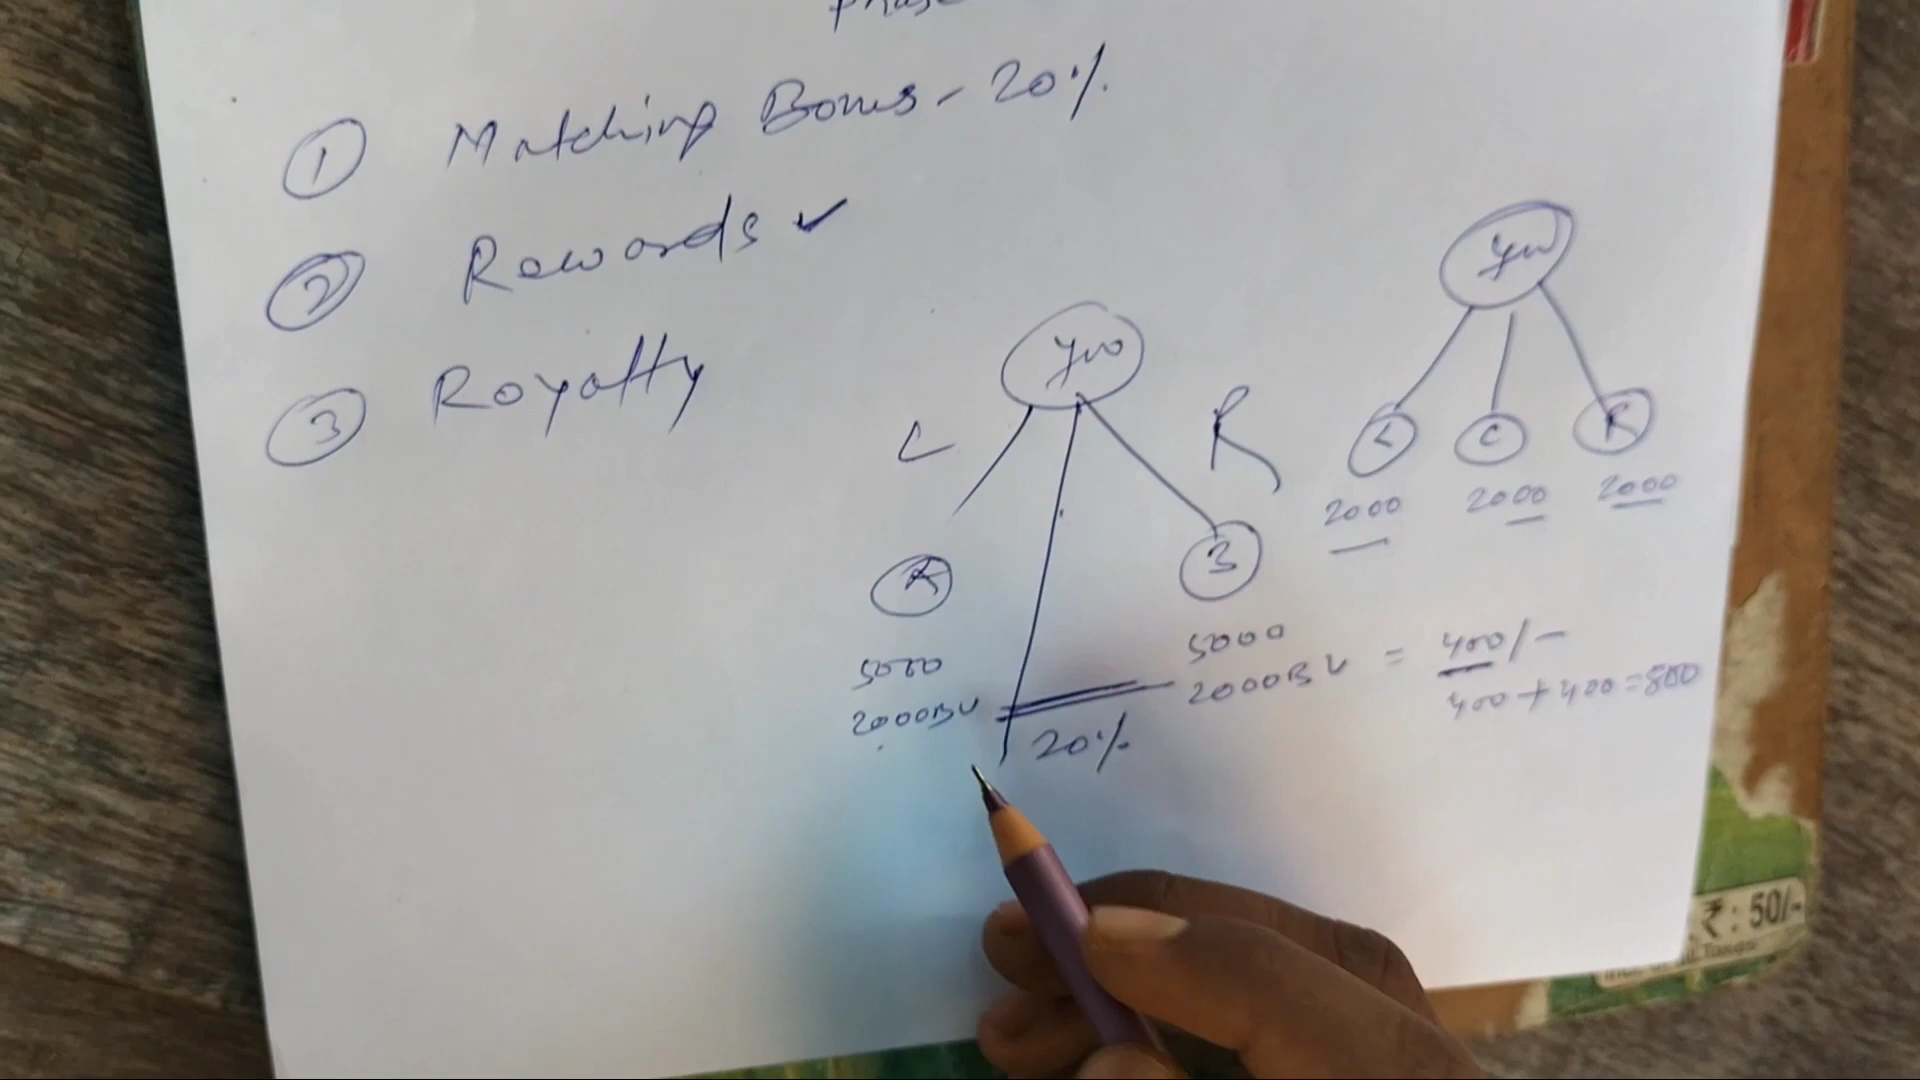 Phase
① Matching Bonus - 20%
② Rewards ✓
③ Royalty
You
L R
A B
5000 5000
2000BV 2000BV = 400/-
20%
400+400=800
You
L C R
2000 2000 2000
₹: 50/-